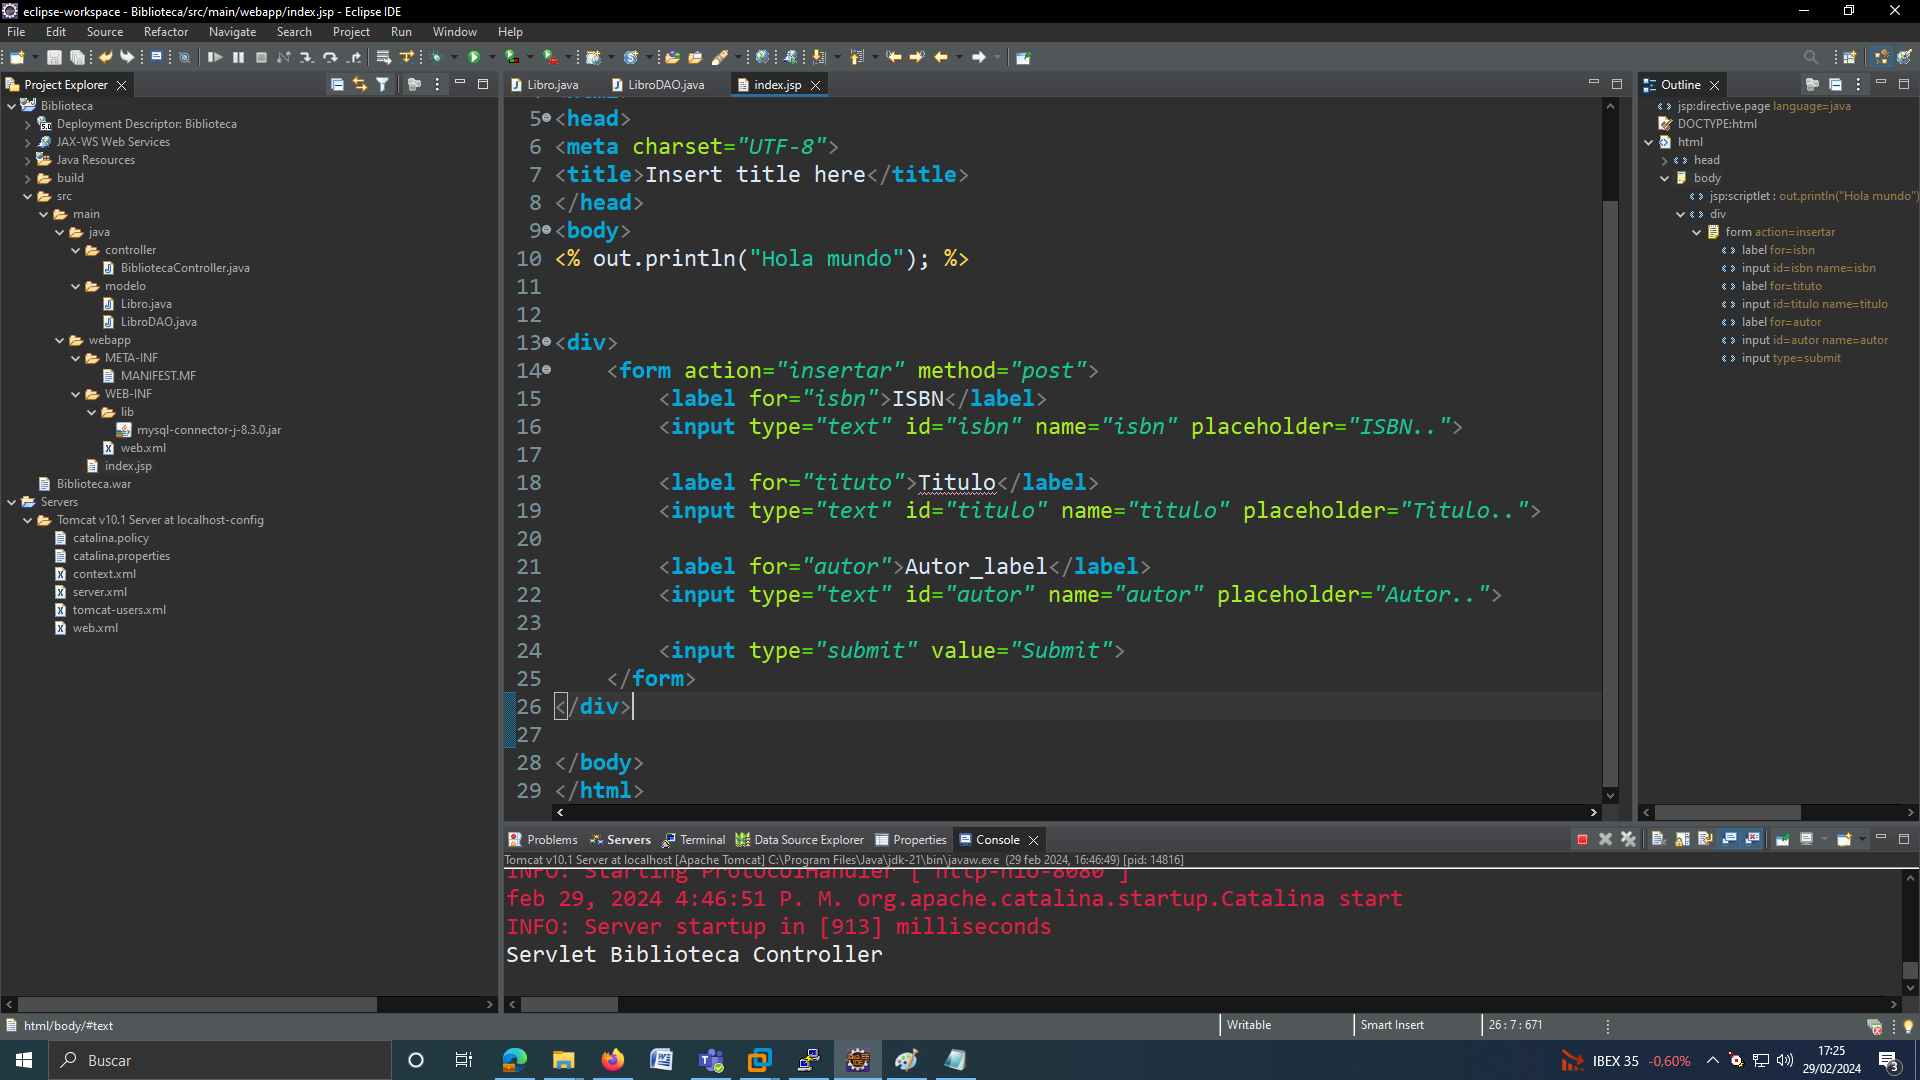 eclipse-workspace - Biblioteca/src/main/webapp/index.jsp - Eclipse IDE
File Edit Source Refactor Navigate Search Project Run Window Help
Project Explorer
Biblioteca
Deployment Descriptor: Biblioteca
JAX-WS Web Services
Java Resources
build
src
main
java
controller
BibliotecaController.java
modelo
Libro.java
LibroDAO.java
webapp
META-INF
MANIFEST.MF
WEB-INF
lib
mysql-connector-j-8.3.0.jar
web.xml
index.jsp
Biblioteca.war
Servers
Tomcat v10.1 Server at localhost-config
catalina.policy
catalina.properties
context.xml
server.xml
tomcat-users.xml
web.xml
Libro.java LibroDAO.java index.jsp
5 <head>
6 <meta charset="UTF-8">
7 <title>Insert title here</title>
8 </head>
9 <body>
10 <% out.println("Hola mundo"); %>
11
12
13 <div>
14 <form action="insertar" method="post">
15 <label for="isbn">ISBN</label>
16 <input type="text" id="isbn" name="isbn" placeholder="ISBN..">
17
18 <label for="tituto">Titulo</label>
19 <input type="text" id="titulo" name="titulo" placeholder="Titulo..">
20
21 <label for="autor">Autor_label</label>
22 <input type="text" id="autor" name="autor" placeholder="Autor..">
23
24 <input type="submit" value="Submit">
25 </form>
26 </div>
27
28 </body>
29 </html>
Outline
jsp:directive.page language=java
DOCTYPE:html
html
head
body
jsp:scriptlet : out.println("Hola mundo")
div
form action=insertar
label for=isbn
input id=isbn name=isbn
label for=tituto
input id=titulo name=titulo
label for=autor
input id=autor name=autor
input type=submit
Problems Servers Terminal Data Source Explorer Properties Console
Tomcat v10.1 Server at localhost [Apache Tomcat] C:\Program Files\Java\jdk-21\bin\javaw.exe (29 feb 2024, 16:46:49) [pid: 14816]
INFO: Starting ProtocolHandler ["http-nio-8080"]
feb 29, 2024 4:46:51 P. M. org.apache.catalina.startup.Catalina start
INFO: Server startup in [913] milliseconds
Servlet Biblioteca Controller
html/body/#text
Writable
Smart Insert
26 : 7 : 671
Buscar
IBEX 35 -0,60%
17:25
29/02/2024
3